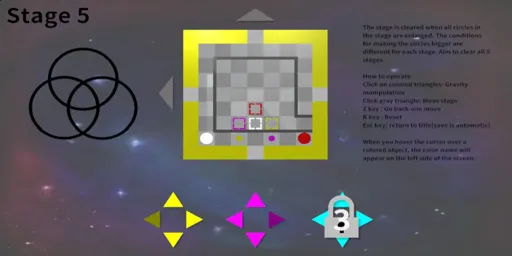 Stage 5
The stage is cleared when all circles in
the stage are enlarged. The conditions
for making the circles bigger are
different for each stage. Aim to clear all 8
stages.
How to operate
Click on colored triangles: Gravity
manipulation
Click gray triangle: Move stage
Z key : Go back one move
R key : Reset
Esc key: return to title(save is automatic)
When you hover the cursor over a
colored object, the color name will
appear on the left side of the screen.
3